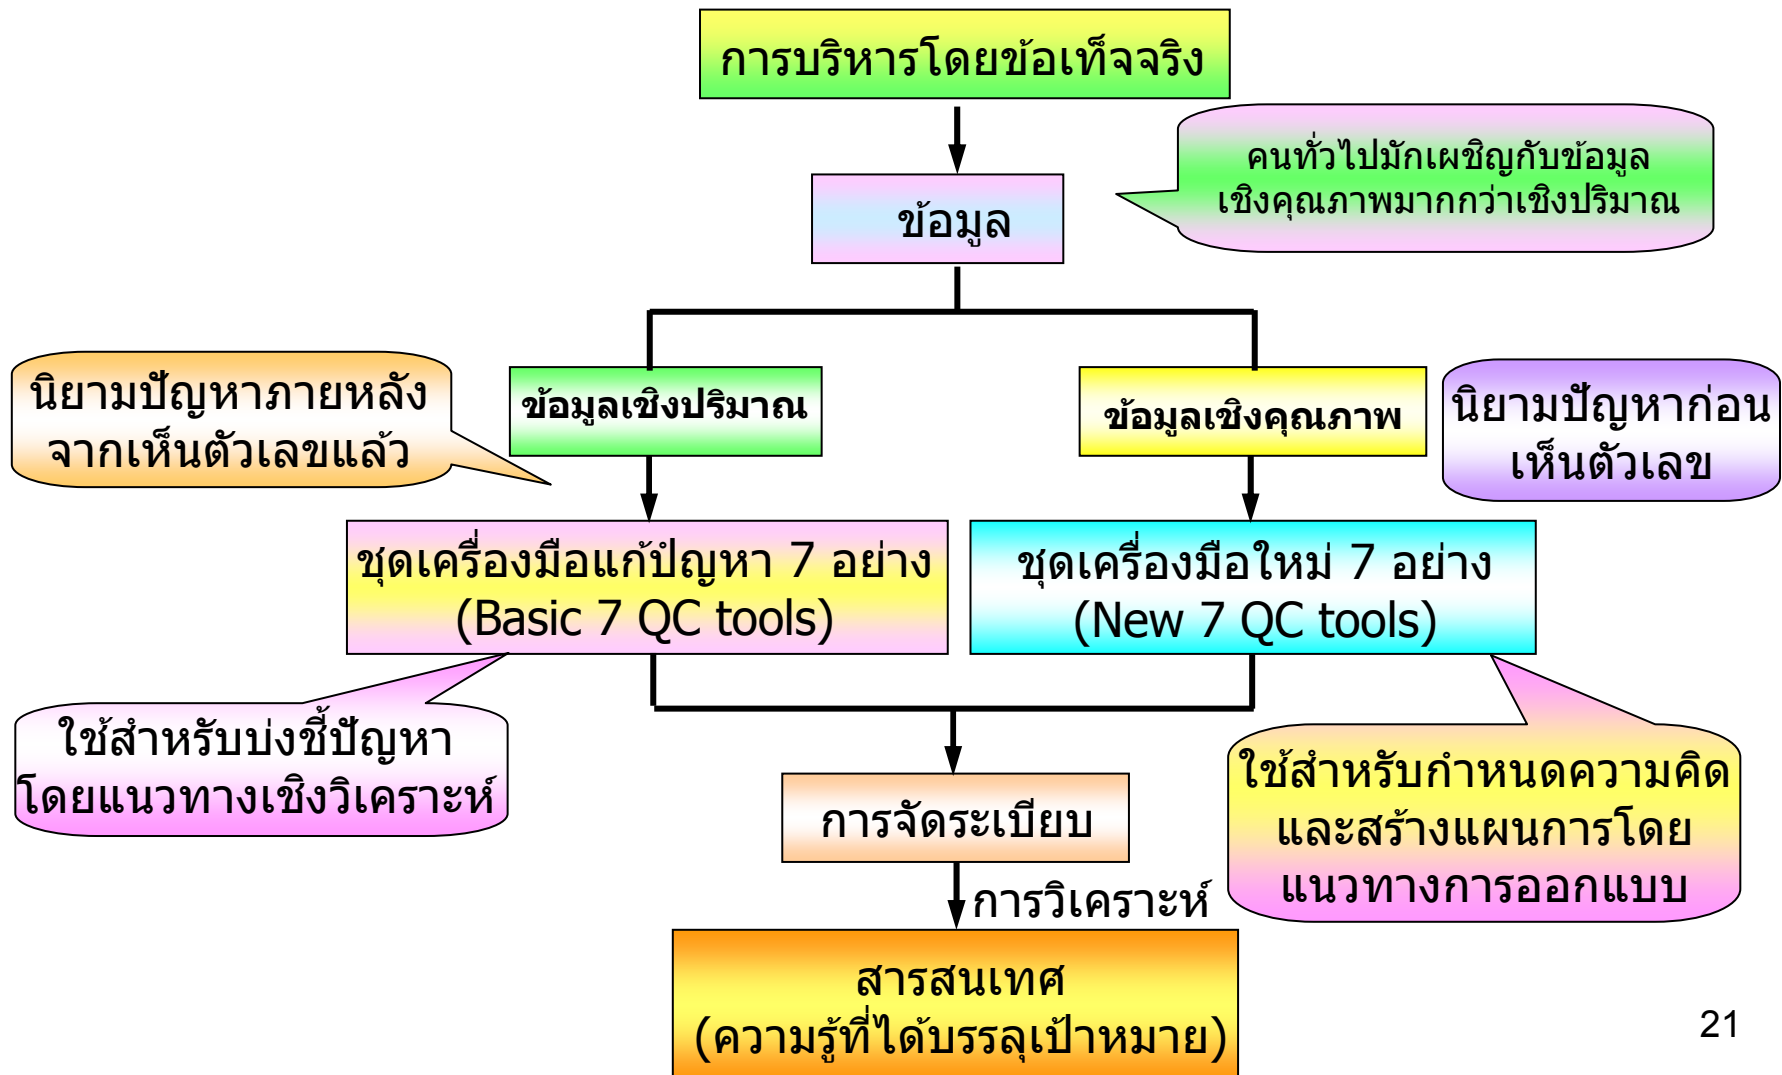 การบริหารโดยข้อเท็จจริง
คนทั่วไปมักเผชิญกับข้อมูล
เชิงคุณภาพมากกว่าเชิงปริมาณ
ข้อมูล
นิยามปัญหาภายหลัง
จากเห็นตัวเลขแล้ว
ข้อมูลเชิงปริมาณ
ข้อมูลเชิงคุณภาพ
นิยามปัญหาก่อน
เห็นตัวเลข
ชุดเครื่องมือแก้ปํญหา 7 อย่าง
(Basic 7 QC tools)
ชุดเครื่องมือใหม่ 7 อย่าง
(New 7 QC tools)
ใช้สำหรับบ่งชี้ปัญหา
โดยแนวทางเชิงวิเคราะห์
ใช้สำหรับกำหนดความคิด
และสร้างแผนการโดย
แนวทางการออกแบบ
การจัดระเบียบ
การวิเคราะห์
สารสนเทศ
(ความรู้ที่ได้บรรลุเป้าหมาย)
21